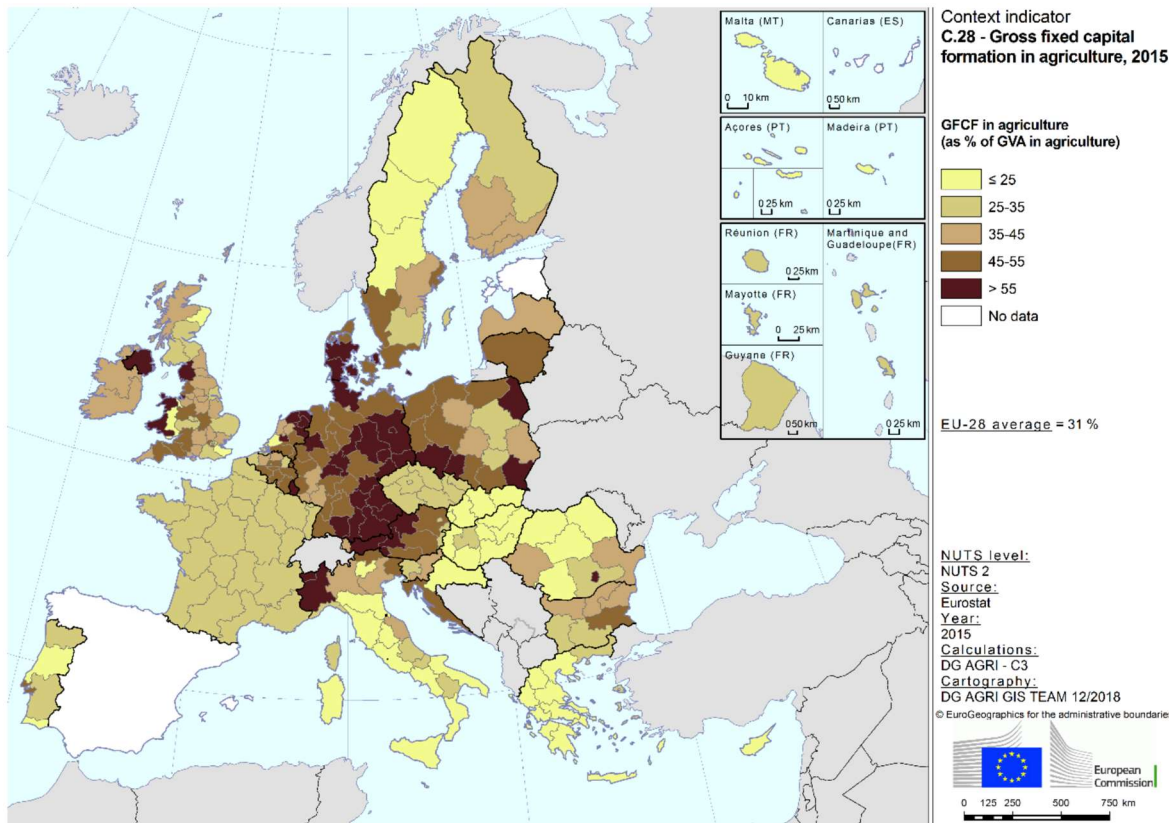 Malta (MT)
0 10 km
Canarias (ES)
0 50 km
Açores (PT)
0 25 km
Madeira (PT)
0 25 km
Réunion (FR)
0 25 km
Martinique and
Guadeloupe(FR)
Mayotte (FR)
0 25 km
Guyane (FR)
0 50 km
0 25 km
Context indicator
C.28 - Gross fixed capital
formation in agriculture, 2015
GFCF in agriculture
(as % of GVA in agriculture)
≤ 25
25-35
35-45
45-55
> 55
No data
EU-28 average = 31 %
NUTS level:
NUTS 2
Source:
Eurostat
Year:
2015
Calculations:
DG AGRI - C3
Cartography:
DG AGRI GIS TEAM 12/2018
© EuroGeographics for the administrative boundaries
European
Commission
0 125 250 500 750 km